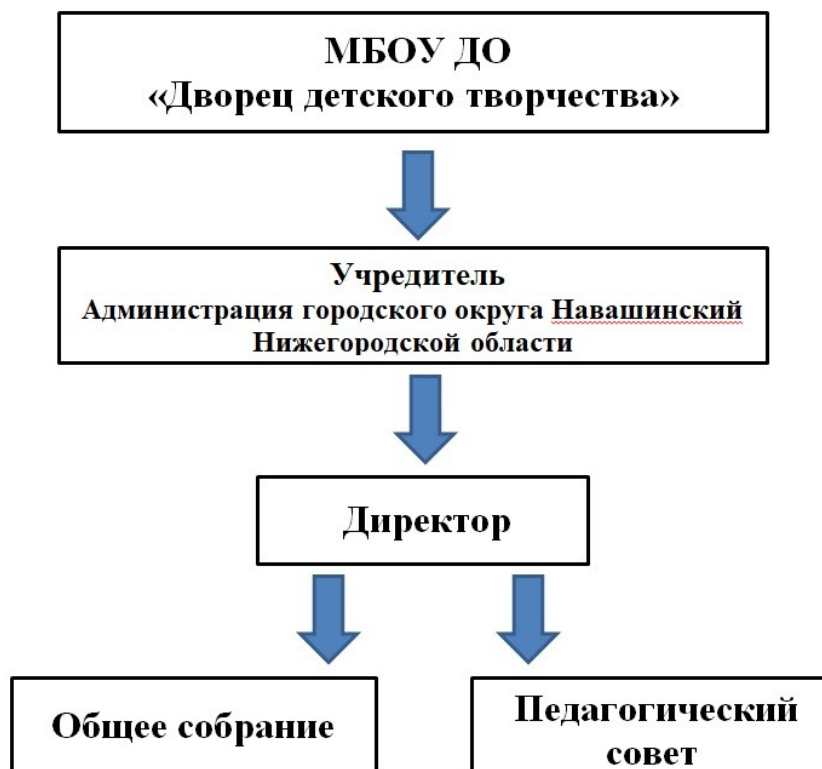 МБОУ ДО
«Дворец детского творчества»
Учредитель
Администрация городского округа Навашинский
Нижегородской области
Директор
Общее собрание
Педагогический
совет